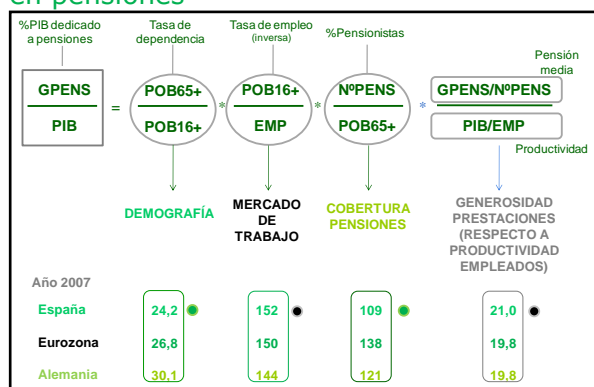 en pensiones
%PIB dedicado
a pensiones
Tasa de
dependencia
Tasa de empleo
(inversa)
%Pensionistas
Pensión
media
GPENS
PIB
=
POB65+
POB16+
*
POB16+
EMP
*
NºPENS
POB65+
*
GPENS/NºPENS
PIB/EMP
Productividad
DEMOGRAFÍA
MERCADO
DE
TRABAJO
COBERTURA
PENSIONES
GENEROSIDAD
PRESTACIONES
(RESPECTO A
PRODUCTIVIDAD
EMPLEADOS)
Año 2007
España 24,2 152 109 21,0
Eurozona 26,8 150 138 19,8
Alemania 30,1 144 121 19,8